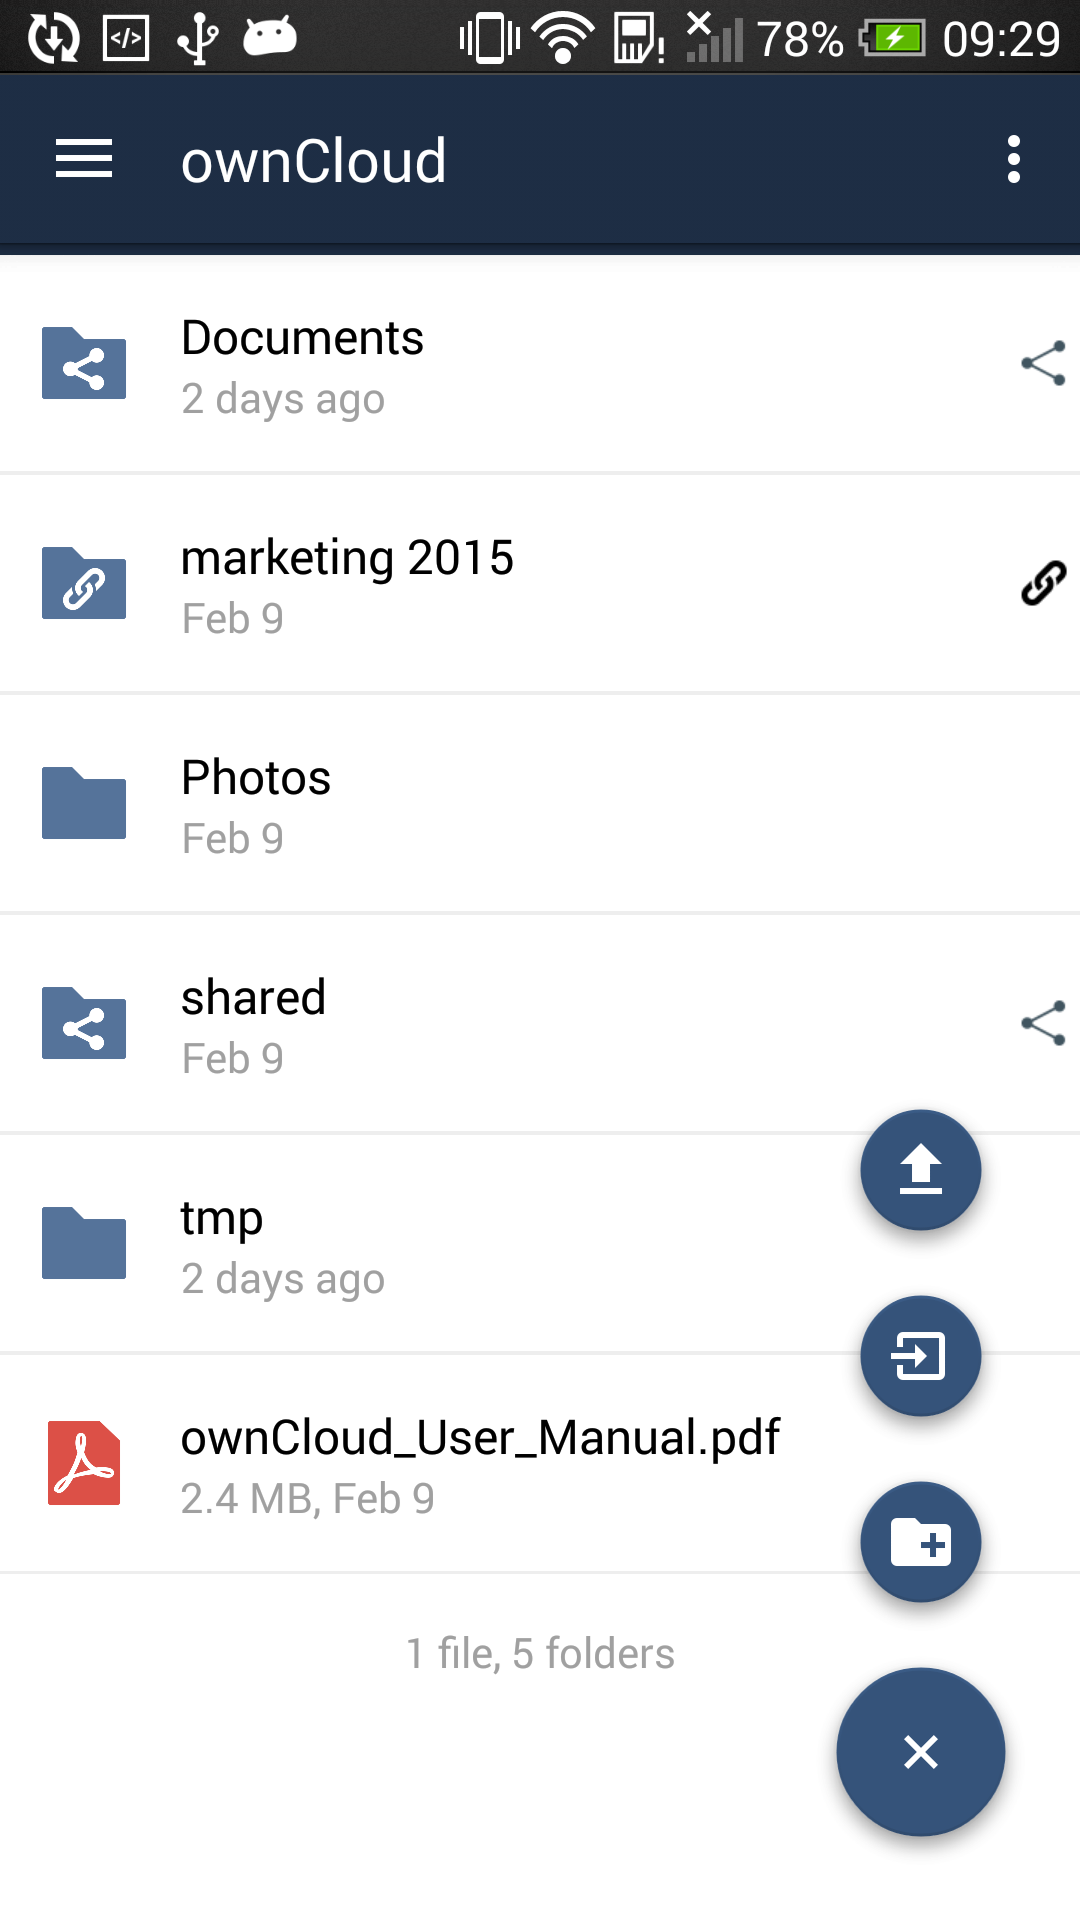 78% 09:29
ownCloud
Documents
2 days ago
marketing 2015
Feb 9
Photos
Feb 9
shared
Feb 9
tmp
2 days ago
ownCloud_User_Manual.pdf
2.4 MB, Feb 9
1 file, 5 folders